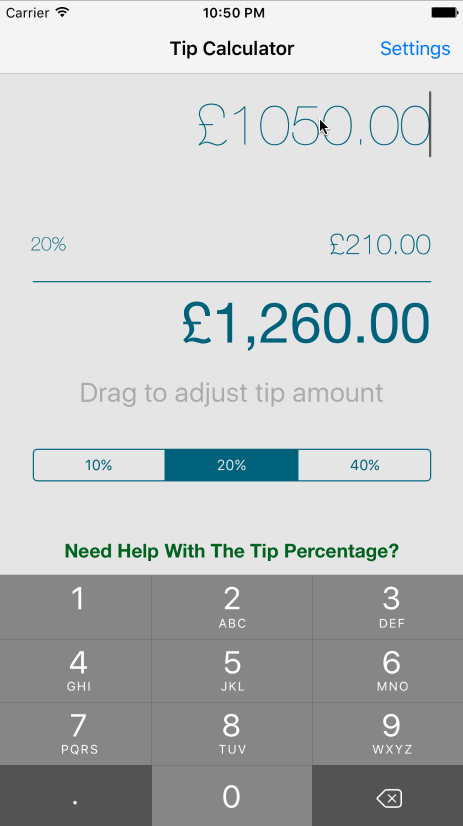 Carrier 10:50 PM
Tip Calculator Settings
£1050.00
20% £210.00
£1,260.00
Drag to adjust tip amount
10% 20% 40%
Need Help With The Tip Percentage?
1 2 3
ABC DEF
4 5 6
GHI JKL MNO
7 8 9
PQRS TUV WXYZ
. 0